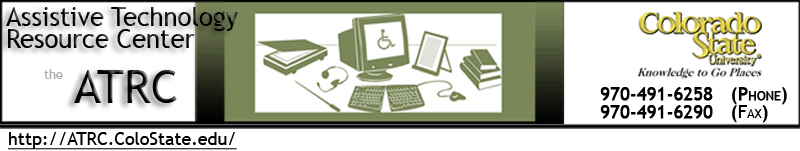 Assistive Technology
Resource Center
the ATRC
Colorado
State
University
Knowledge to Go Places
970-491-6258 (PHONE)
970-491-6290 (FAX)
http://ATRC.ColoState.edu/